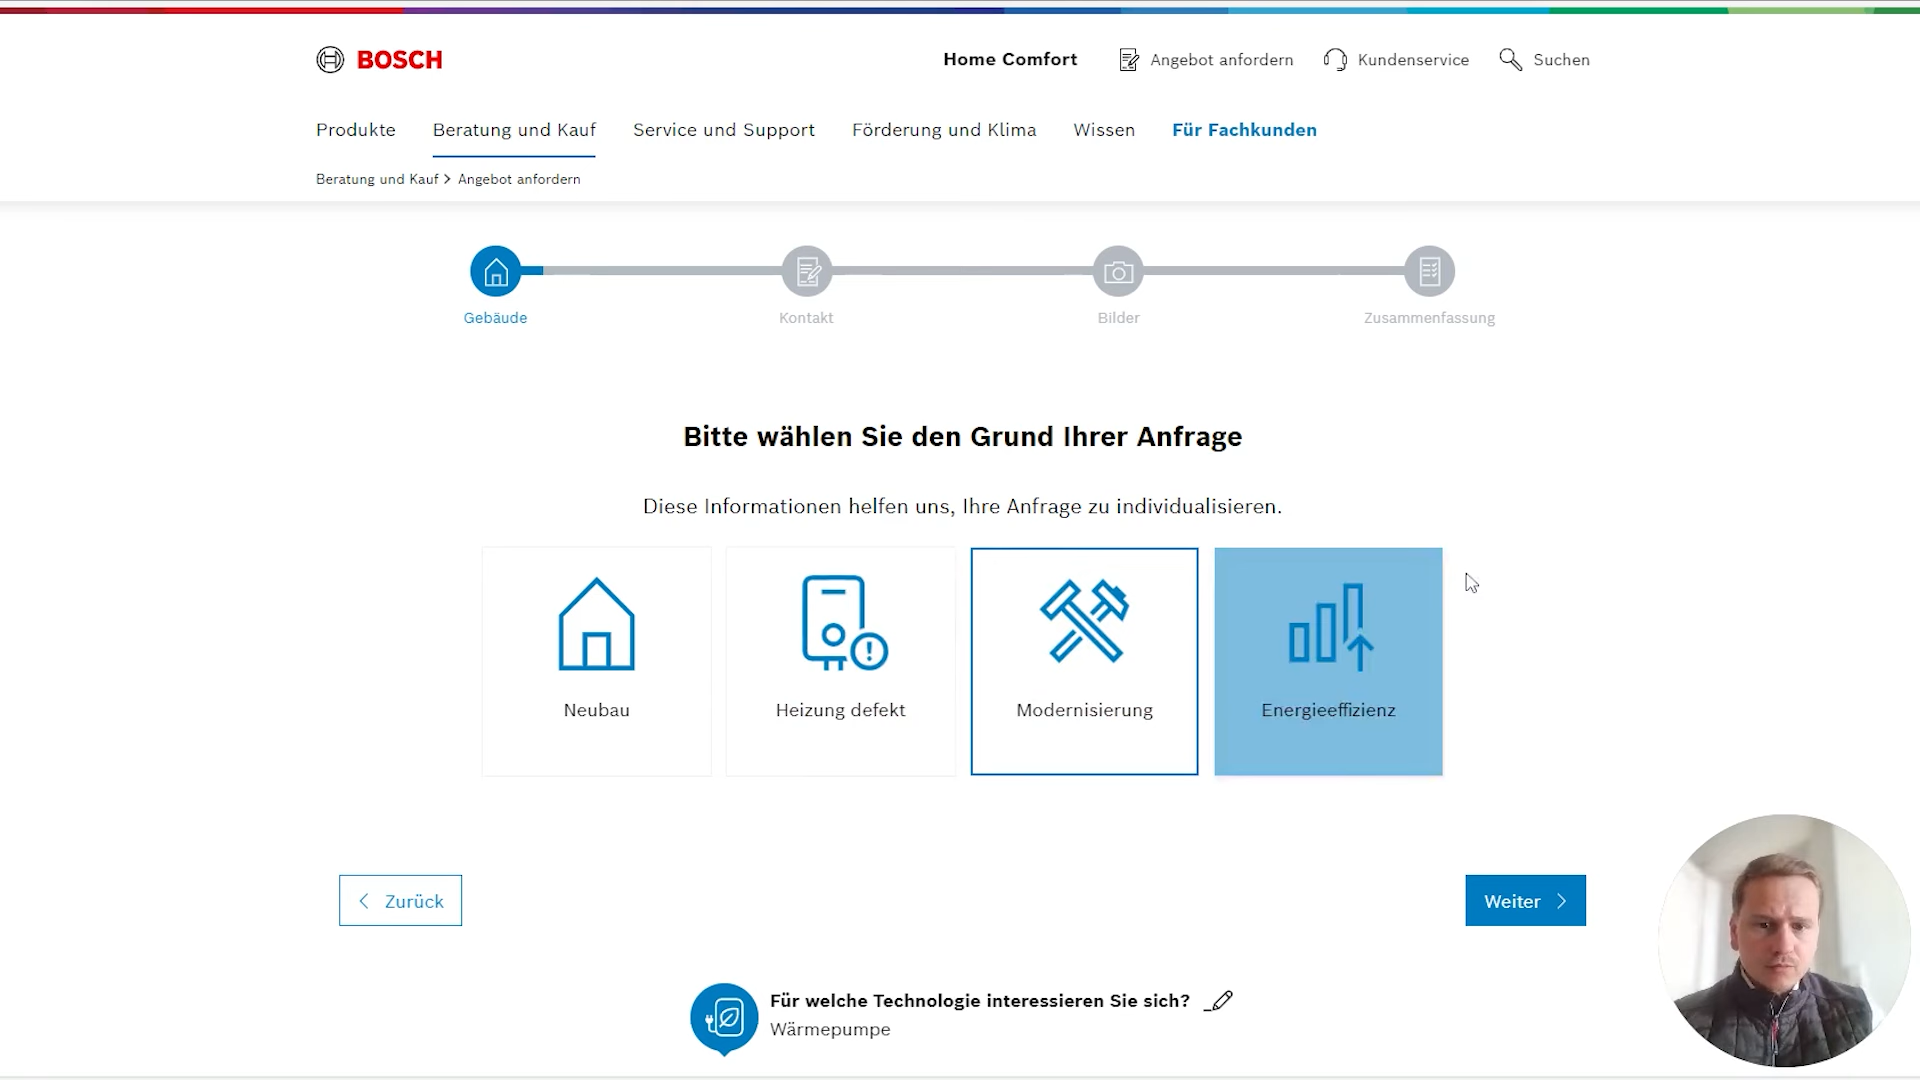 BOSCH
Home Comfort
Angebot anfordern
Kundenservice
Suchen
Produkte
Beratung und Kauf
Service und Support
Förderung und Klima
Wissen
Für Fachkunden
Beratung und Kauf > Angebot anfordern
Gebäude
Kontakt
Bilder
Zusammenfassung
Bitte wählen Sie den Grund Ihrer Anfrage
Diese Informationen helfen uns, Ihre Anfrage zu individualisieren.
Neubau
Heizung defekt
Modernisierung
Energieeffizienz
Zurück
Weiter
Für welche Technologie interessieren Sie sich?
Wärmepumpe